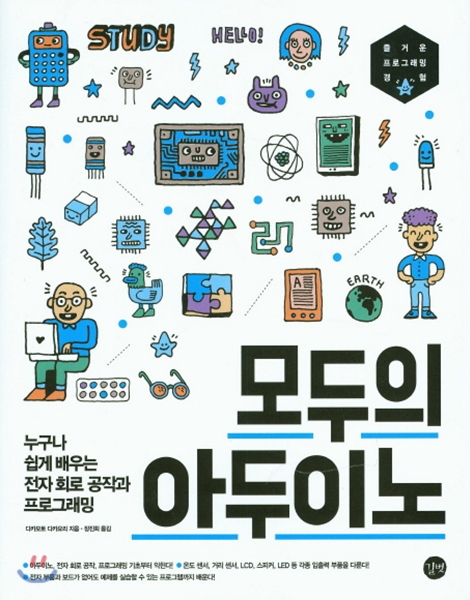 STUDY
HELLO!
즐거운
프로그래밍
경험
A
EARTH
모두의
아두이노
누구나
쉽게 배우는
전자 회로 공작과
프로그래밍
다카모토 다카요리 지음 · 정진희 옮김
아두이노, 전자 회로 공작, 프로그래밍 기초부터 익힌다! 온도 센서, 거리 센서, LCD, 스피커, LED 등 각종 입출력 부품을 다룬다!
전자 부품과 보드가 없어도 예제를 실습할 수 있는 프로그램까지 배운다!
길벗